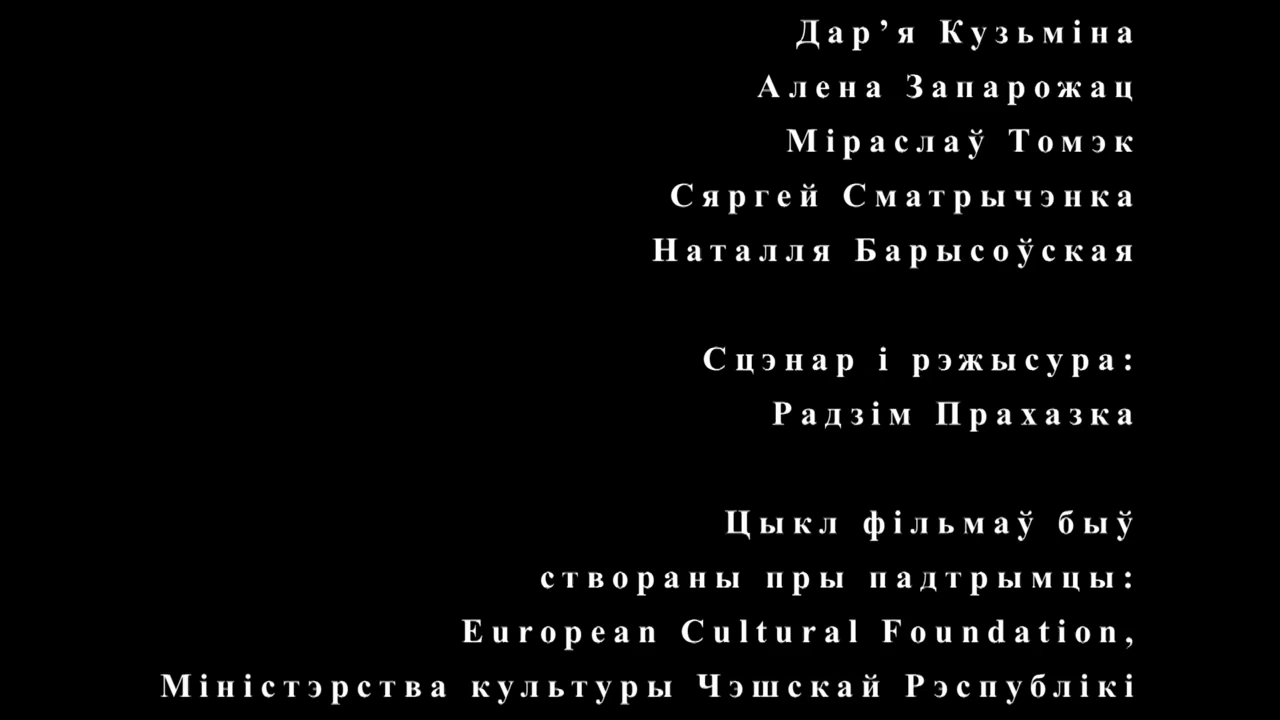 Дар’я Кузьміна
Алена Запарожац
Міраслаў Томэк
Сяргей Сматрычэнка
Наталля Барысоўская
Сцэнар і рэжысура:
Радзім Прахазка
Цыкл фільмаў быў
створаны пры падтрымцы:
European Cultural Foundation,
Міністэрства культуры Чэшскай Рэспублікі